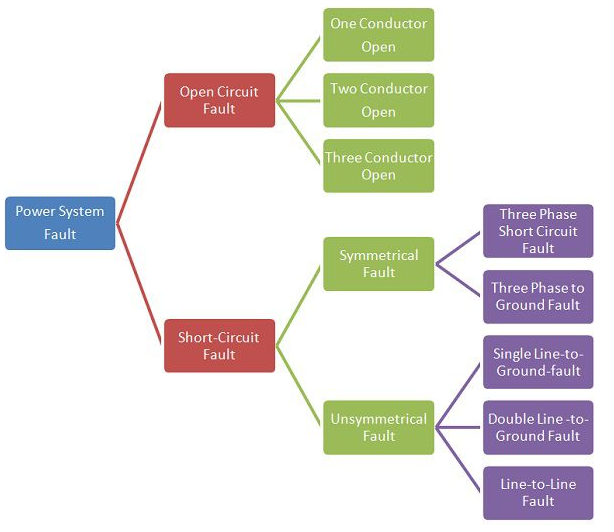 One Conductor
Open
Open Circuit
Fault
Two Conductor
Open
Three Conductor
Open
Power System
Fault
Three Phase
Short Circuit
Fault
Symmetrical
Fault
Three Phase to
Ground Fault
Short-Circuit
Fault
Single Line-to-
Ground-fault
Unsymmetrical
Fault
Double Line -to-
Ground Fault
Line-to-Line
Fault